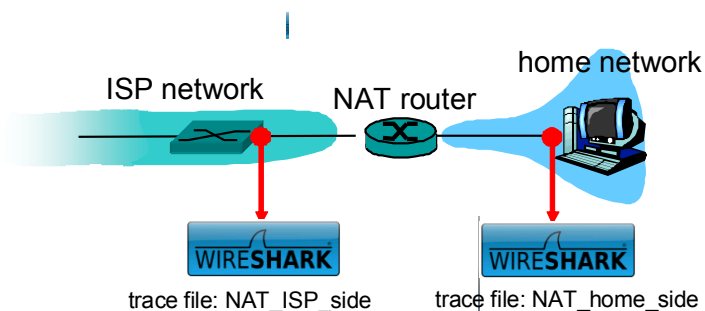 home network
ISP network
NAT router
WIRESHARK
WIRESHARK
trace file: NAT_ISP_side
trace file: NAT_home_side